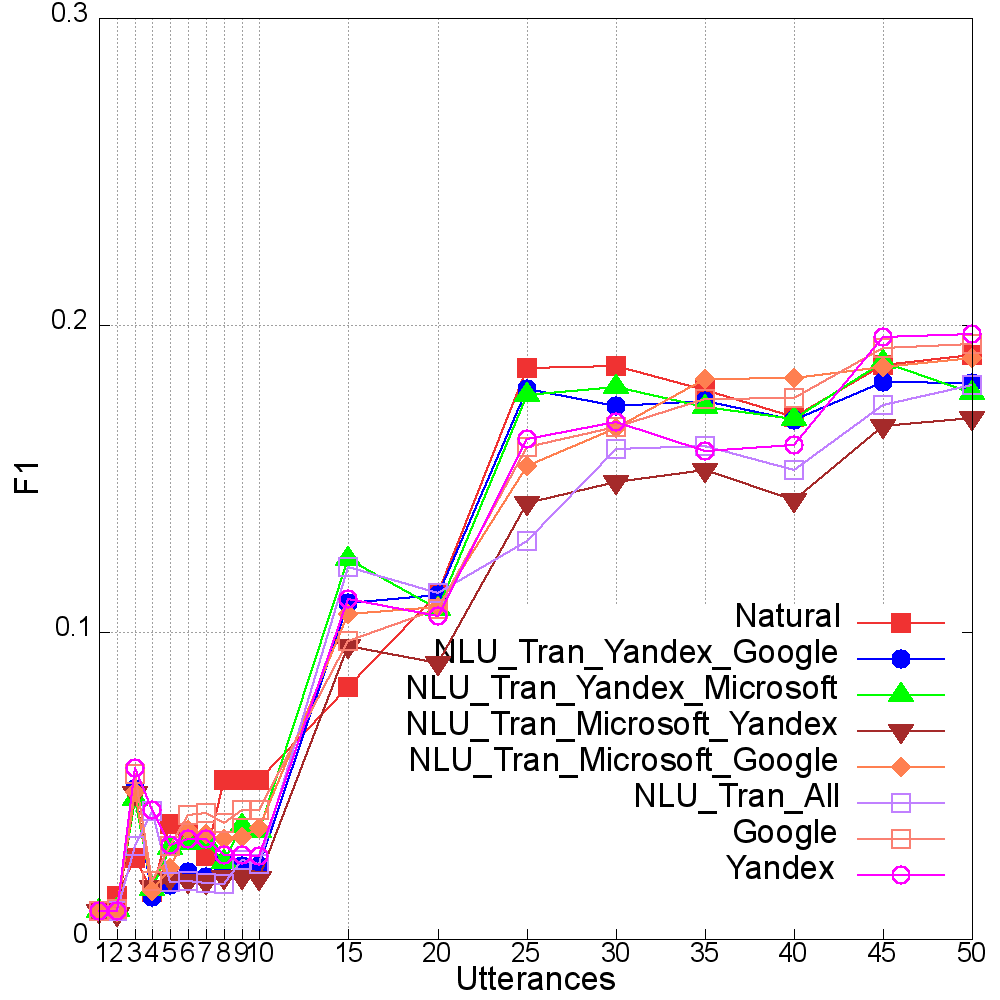 0.3
0.2
0.1
0
F1
Natural
NLU_Tran_Yandex_Google
NLU_Tran_Yandex_Microsoft
NLU_Tran_Microsoft_Yandex
NLU_Tran_Microsoft_Google
NLU_Tran_All
Google
Yandex
1 2 3 4 5 6 7 8 9 10 15 20 25 30 35 40 45 50
Utterances